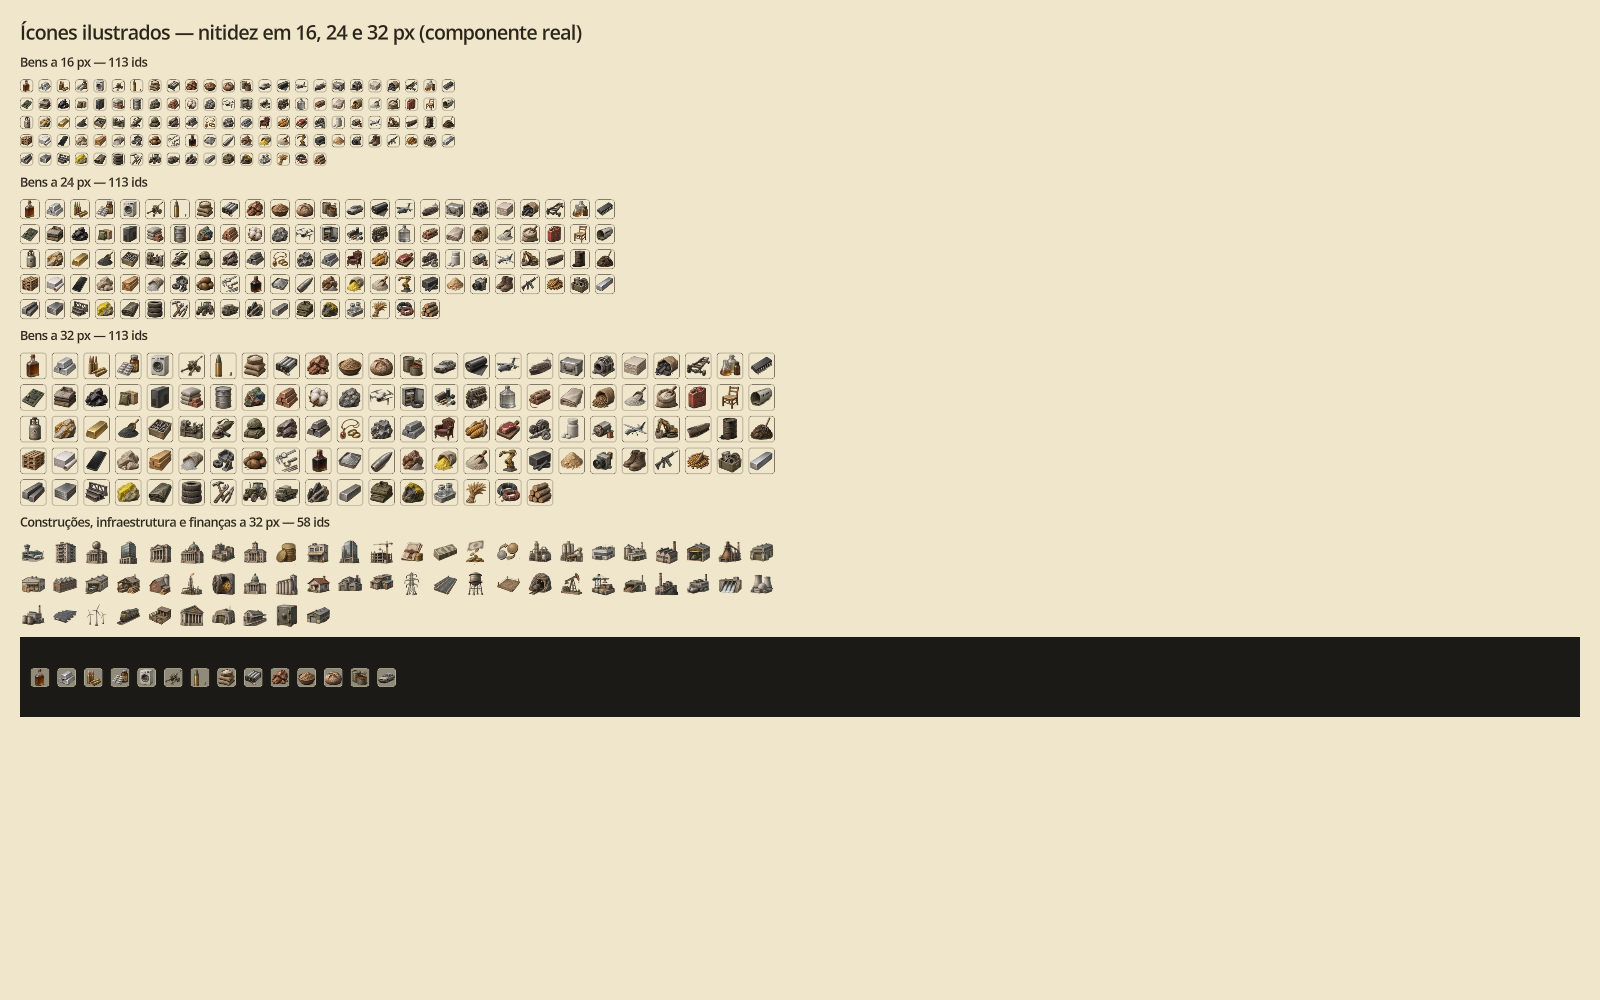 Ícones ilustrados — nitidez em 16, 24 e 32 px (componente real)
Bens a 16 px — 113 ids
Bens a 24 px — 113 ids
Bens a 32 px — 113 ids
Construções, infraestrutura e finanças a 32 px — 58 ids